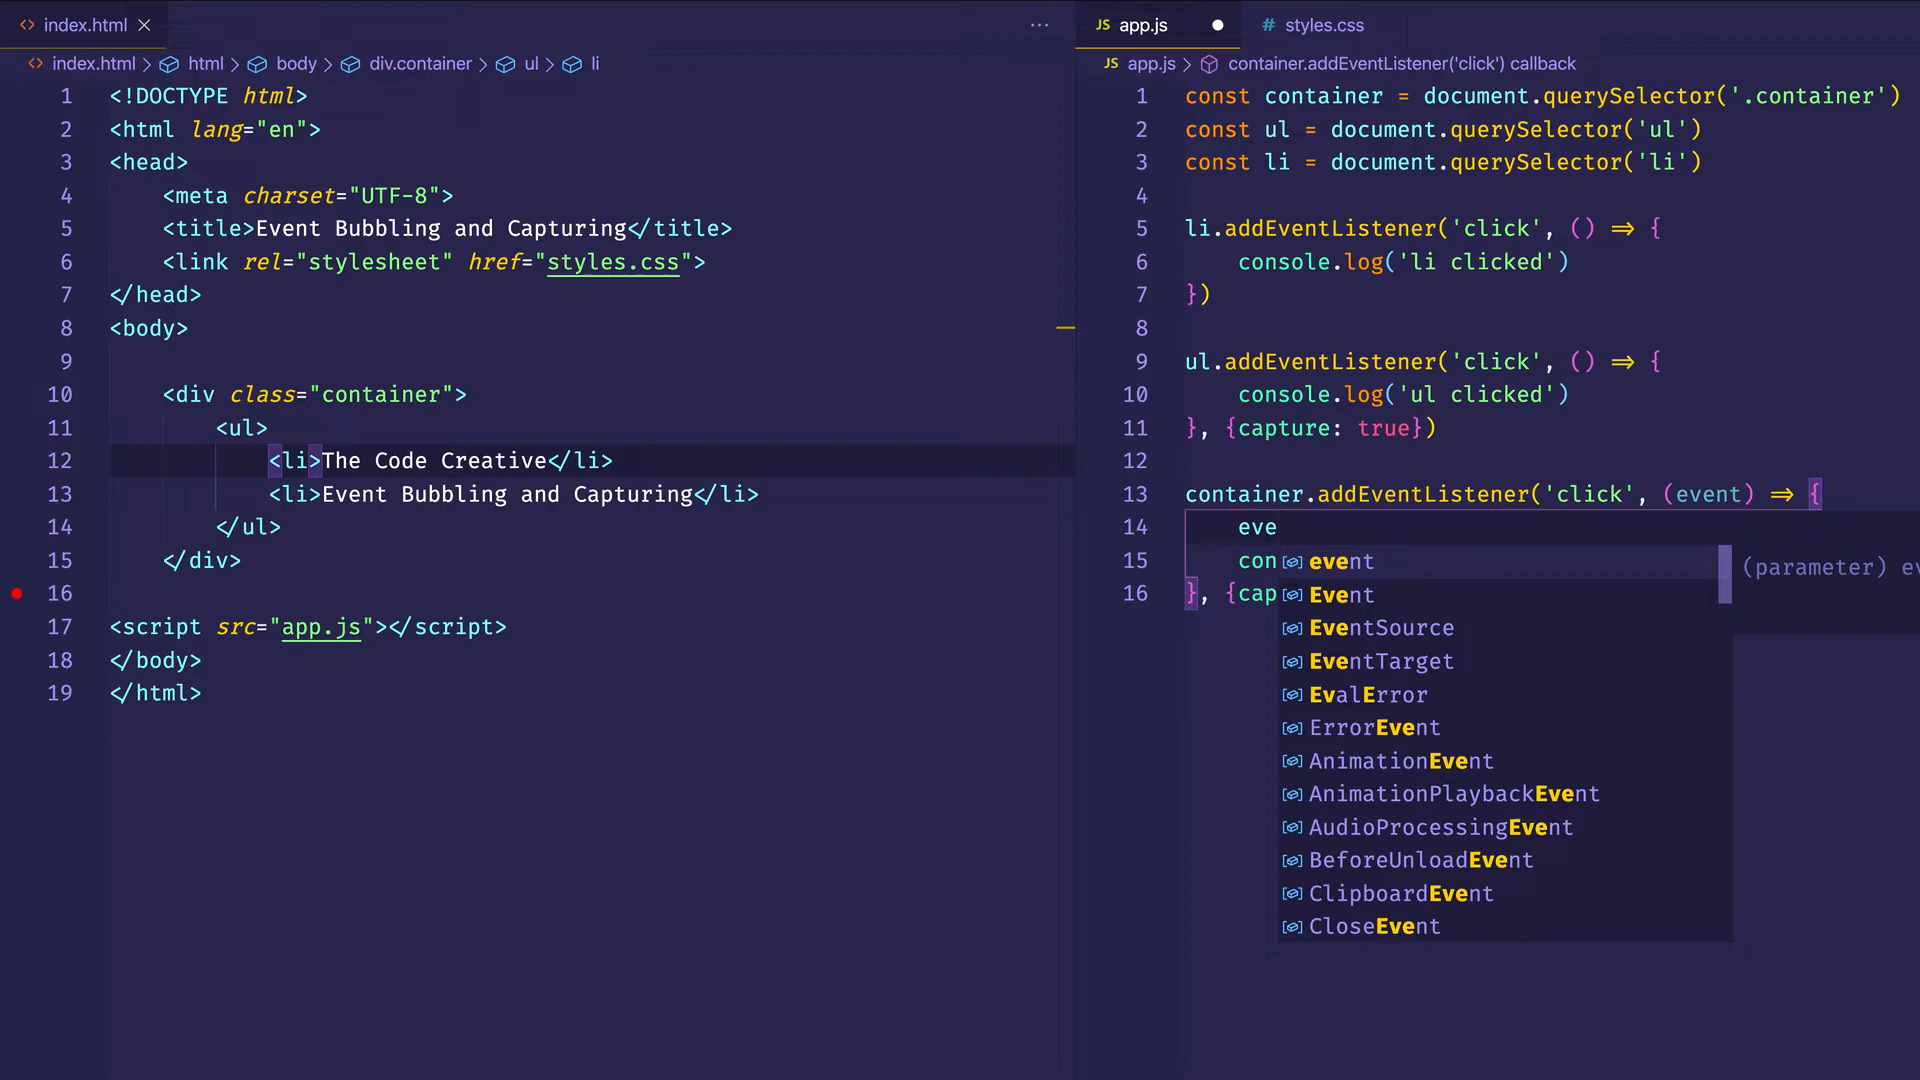 index.html
index.html > html > body > div.container > ul > li
1 <!DOCTYPE html>
2 <html lang="en">
3 <head>
4 <meta charset="UTF-8">
5 <title>Event Bubbling and Capturing</title>
6 <link rel="stylesheet" href="styles.css">
7 </head>
8 <body>
9
10 <div class="container">
11 <ul>
12 <li>The Code Creative</li>
13 <li>Event Bubbling and Capturing</li>
14 </ul>
15 </div>
16
17 <script src="app.js"></script>
18 </body>
19 </html>
JS app.js # styles.css
JS app.js > container.addEventListener('click') callback
1 const container = document.querySelector('.container')
2 const ul = document.querySelector('ul')
3 const li = document.querySelector('li')
4
5 li.addEventListener('click', () => {
6 console.log('li clicked')
7 })
8
9 ul.addEventListener('click', () => {
10 console.log('ul clicked')
11 }, {capture: true})
12
13 container.addEventListener('click', (event) => {
14 eve
15 con
16 }, {cap
event
Event
EventSource
EventTarget
EvalError
ErrorEvent
AnimationEvent
AnimationPlaybackEvent
AudioProcessingEvent
BeforeUnloadEvent
ClipboardEvent
CloseEvent
(parameter) ev